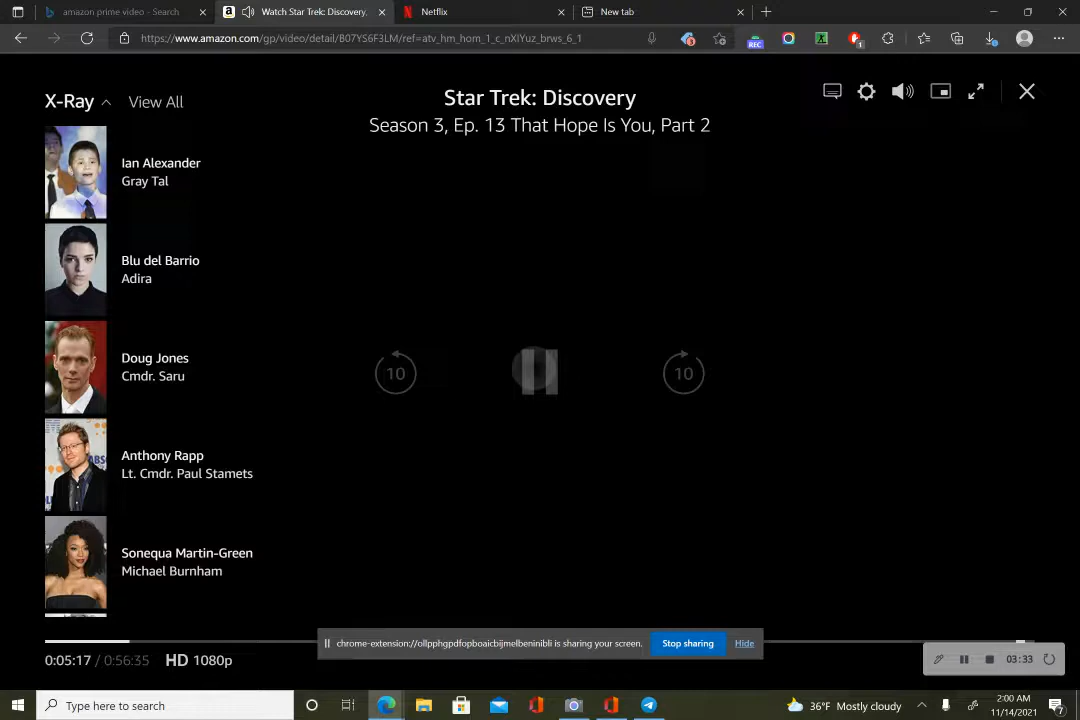 amazon prime video - Search
Watch Star Trek: Discovery,
Netflix
New tab
https://www.amazon.com/gp/video/detail/B07YS6F3LM/ref=atv_hm_hom_1_c_nXIYuz_brws_6_1
3
REC
1
X-Ray View All
Star Trek: Discovery
Season 3, Ep. 13 That Hope Is You, Part 2
Ian Alexander
Gray Tal
Blu del Barrio
Adira
Doug Jones
Cmdr. Saru
10
10
Anthony Rapp
Lt. Cmdr. Paul Stamets
Sonequa Martin-Green
Michael Burnham
chrome-extension://ollpphgpdfopboaicbijmelbeninibli is sharing your screen. Stop sharing Hide
0:05:17 / 0:56:35 HD 1080p
03:33
Type here to search
36°F Mostly cloudy
2:00 AM
11/14/2021
7